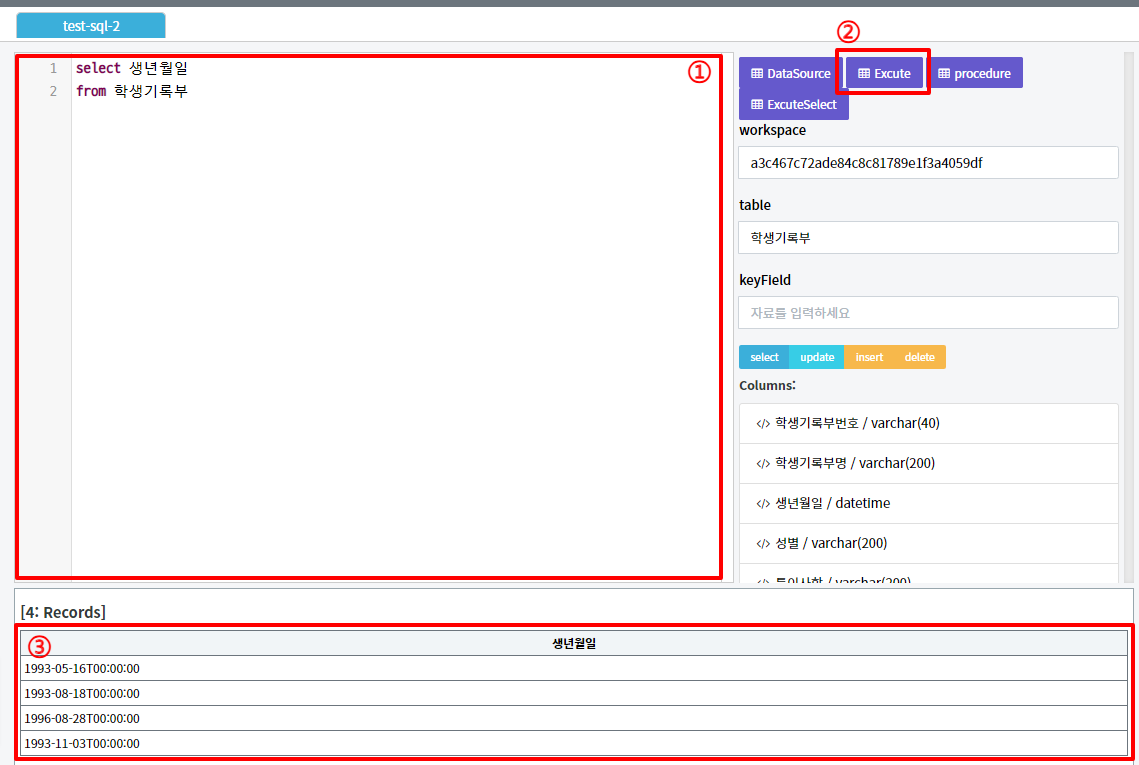 test-sql-2
②
①
1 select 생년월일
2 from 학생기록부
DataSource Excute procedure
ExcuteSelect
workspace
a3c467c72ade84c8c81789e1f3a4059df
table
학생기록부
keyField
자료를 입력하세요
select update insert delete
Columns:
</> 학생기록부번호 / varchar(40)
</> 학생기록부명 / varchar(200)
</> 생년월일 / datetime
</> 성별 / varchar(200)
</> 특이사항 / varchar(200)
[4: Records]
③
생년월일
1993-05-16T00:00:00
1993-08-18T00:00:00
1996-08-28T00:00:00
1993-11-03T00:00:00